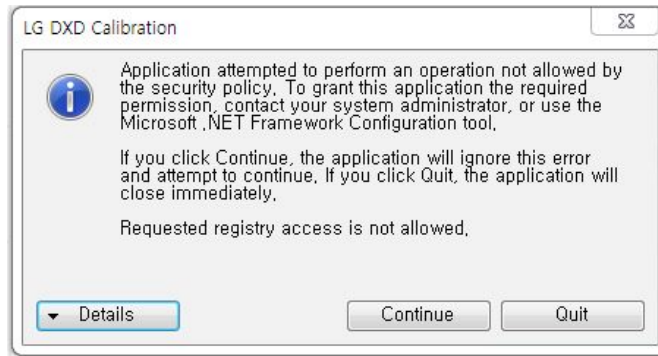 LG DXD Calibration
Application attempted to perform an operation not allowed by
the security policy, To grant this application the required
permission, contact your system administrator, or use the
Microsoft ,NET Framework Configuration tool,
If you click Continue, the application will ignore this error
and attempt to continue, If you click Quit, the application will
close immediately,
Requested registry access is not allowed,
Details
Continue
Quit